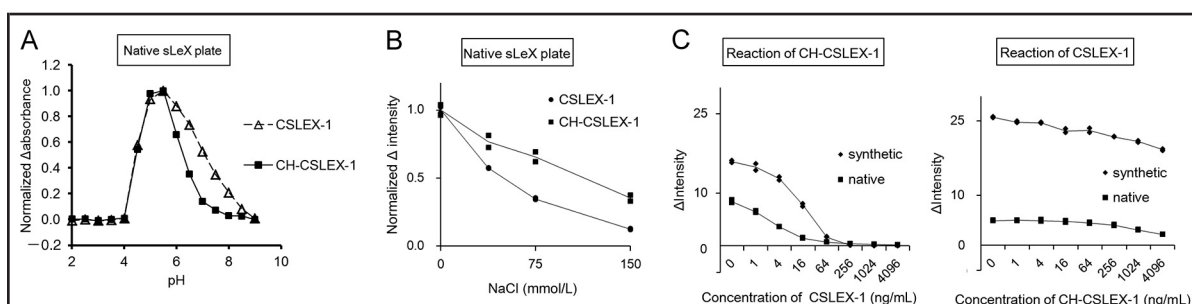 A
Native sLeX plate
Normalized Δabsorbance
1.2
1.0
0.8
0.6
0.4
0.2
0.0
−0.2
2
4
6
8
10
pH
CSLEX-1
CH-CSLEX-1
B
Native sLeX plate
Normalized Δ intensity
1.0
0.5
0.0
0
75
150
NaCl (mmol/L)
CSLEX-1
CH-CSLEX-1
C
Reaction of CH-CSLEX-1
ΔIntensity
25
10
0
0
1
4
16
64
256
1024
4096
Concentration of CSLEX-1 (ng/mL)
synthetic
native
Reaction of CSLEX-1
ΔIntensity
25
10
0
0
1
4
16
64
256
1024
4096
Concentration of CH-CSLEX-1 (ng/mL)
synthetic
native